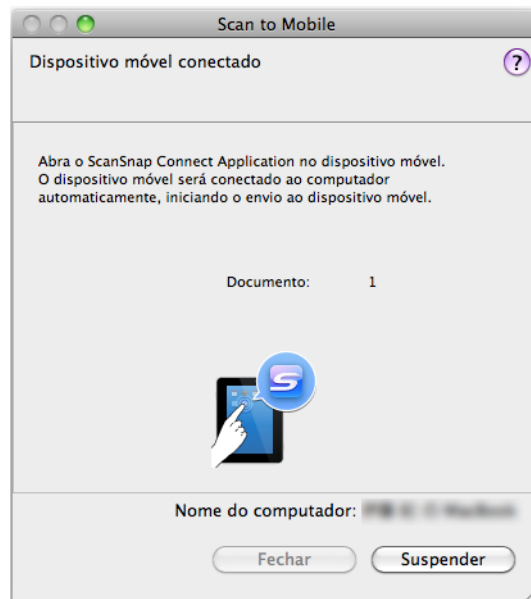 Scan to Mobile
Dispositivo móvel conectado
?
Abra o ScanSnap Connect Application no dispositivo móvel.
O dispositivo móvel será conectado ao computador
automaticamente, iniciando o envio ao dispositivo móvel.
Documento: 1
S
Nome do computador:
Fechar Suspender